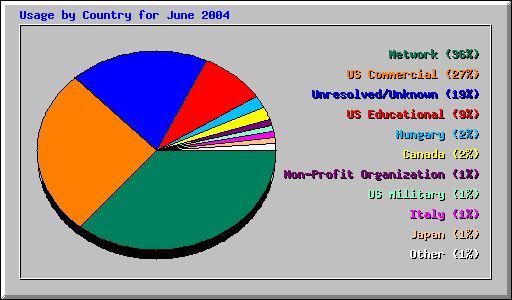 Usage by Country for June 2004
Network (36%)
US Commercial (27%)
Unresolved/Unknown (19%)
US Educational (9%)
Hungary (2%)
Canada (2%)
Non-Profit Organization (1%)
US Military (1%)
Italy (1%)
Japan (1%)
Other (1%)